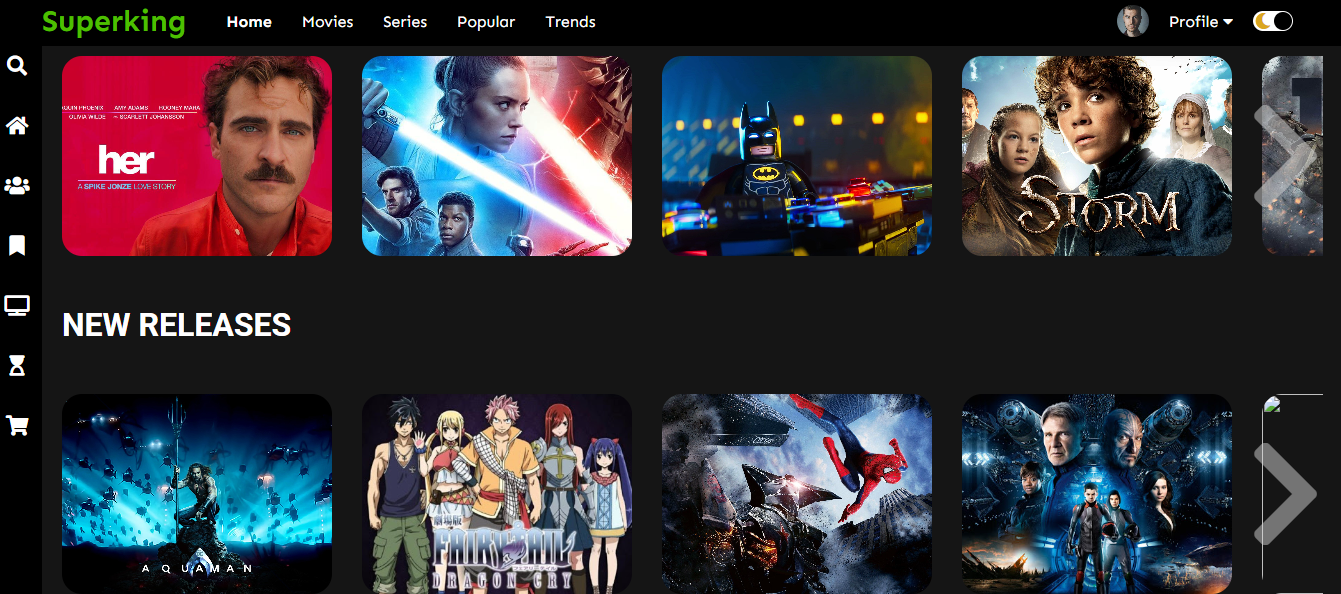 Superking
Home
Movies
Series
Popular
Trends
Profile
QUIN PHOENIX AMY ADAMS ROONEY MARA
OLIVIA WILDE SCARLETT JOHANSSON
her
A SPIKE JONZE LOVE STORY
STORM
NEW RELEASES
AQUAMAN
FAIRY TAIL
DRAGON CRY